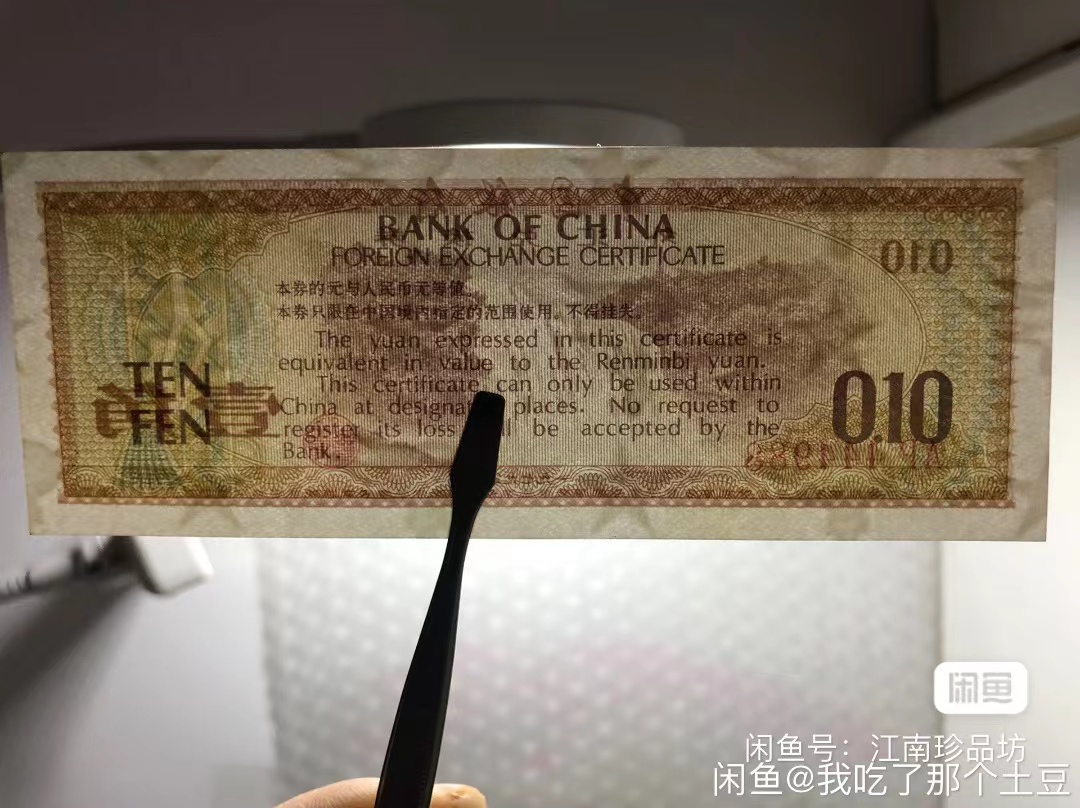 BANK OF CHINA
FOREIGN EXCHANGE CERTIFICATE
010
本券的元与人民币元等值。
本券只限在中国境内指定的范围使用。不得挂失。
The yuan expressed in this certificate is
equivalent in value to the Renminbi yuan.
This certificate can only be used within
China at places. No request to
register its loss be accepted by the
Bank.
TEN
FEN
壹
0.10
闲鱼
闲鱼号：江南珍品坊
闲鱼@我吃了那个土豆